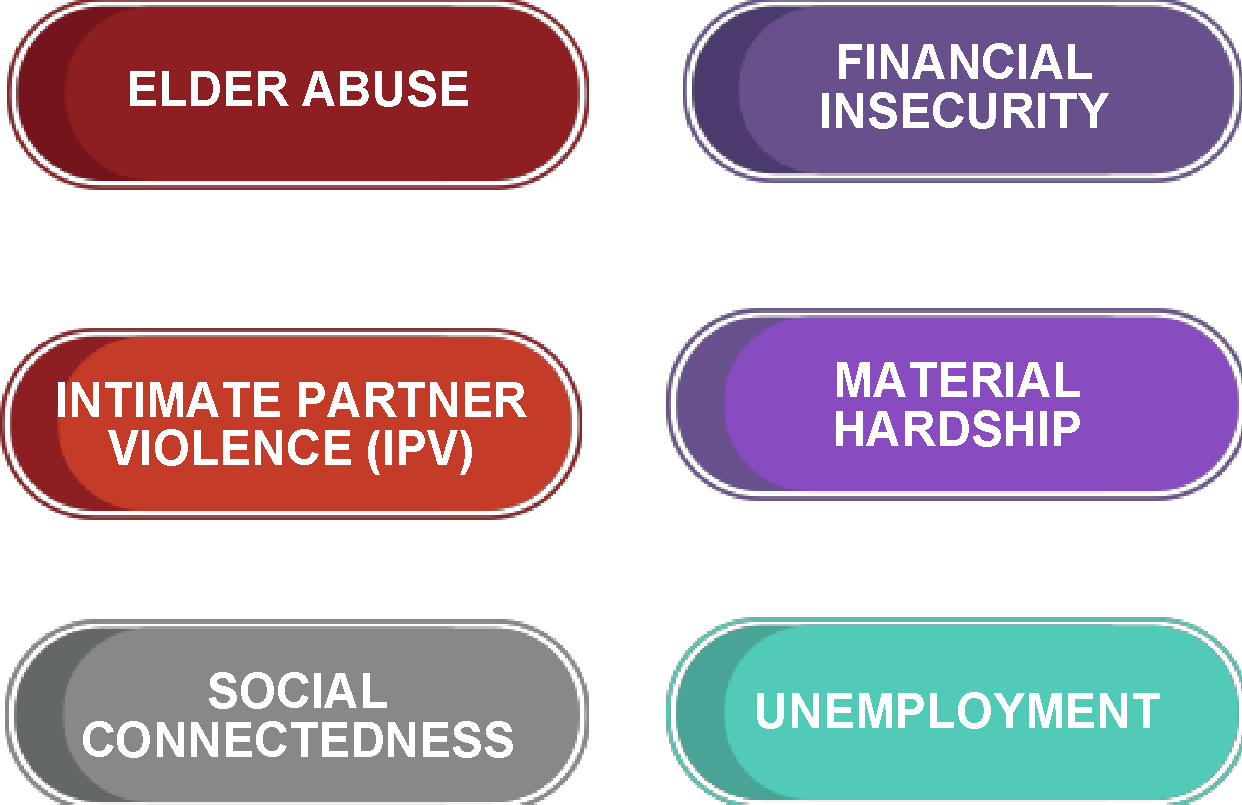 ELDER ABUSE
FINANCIAL
INSECURITY
INTIMATE PARTNER
VIOLENCE (IPV)
MATERIAL
HARDSHIP
SOCIAL
CONNECTEDNESS
UNEMPLOYMENT